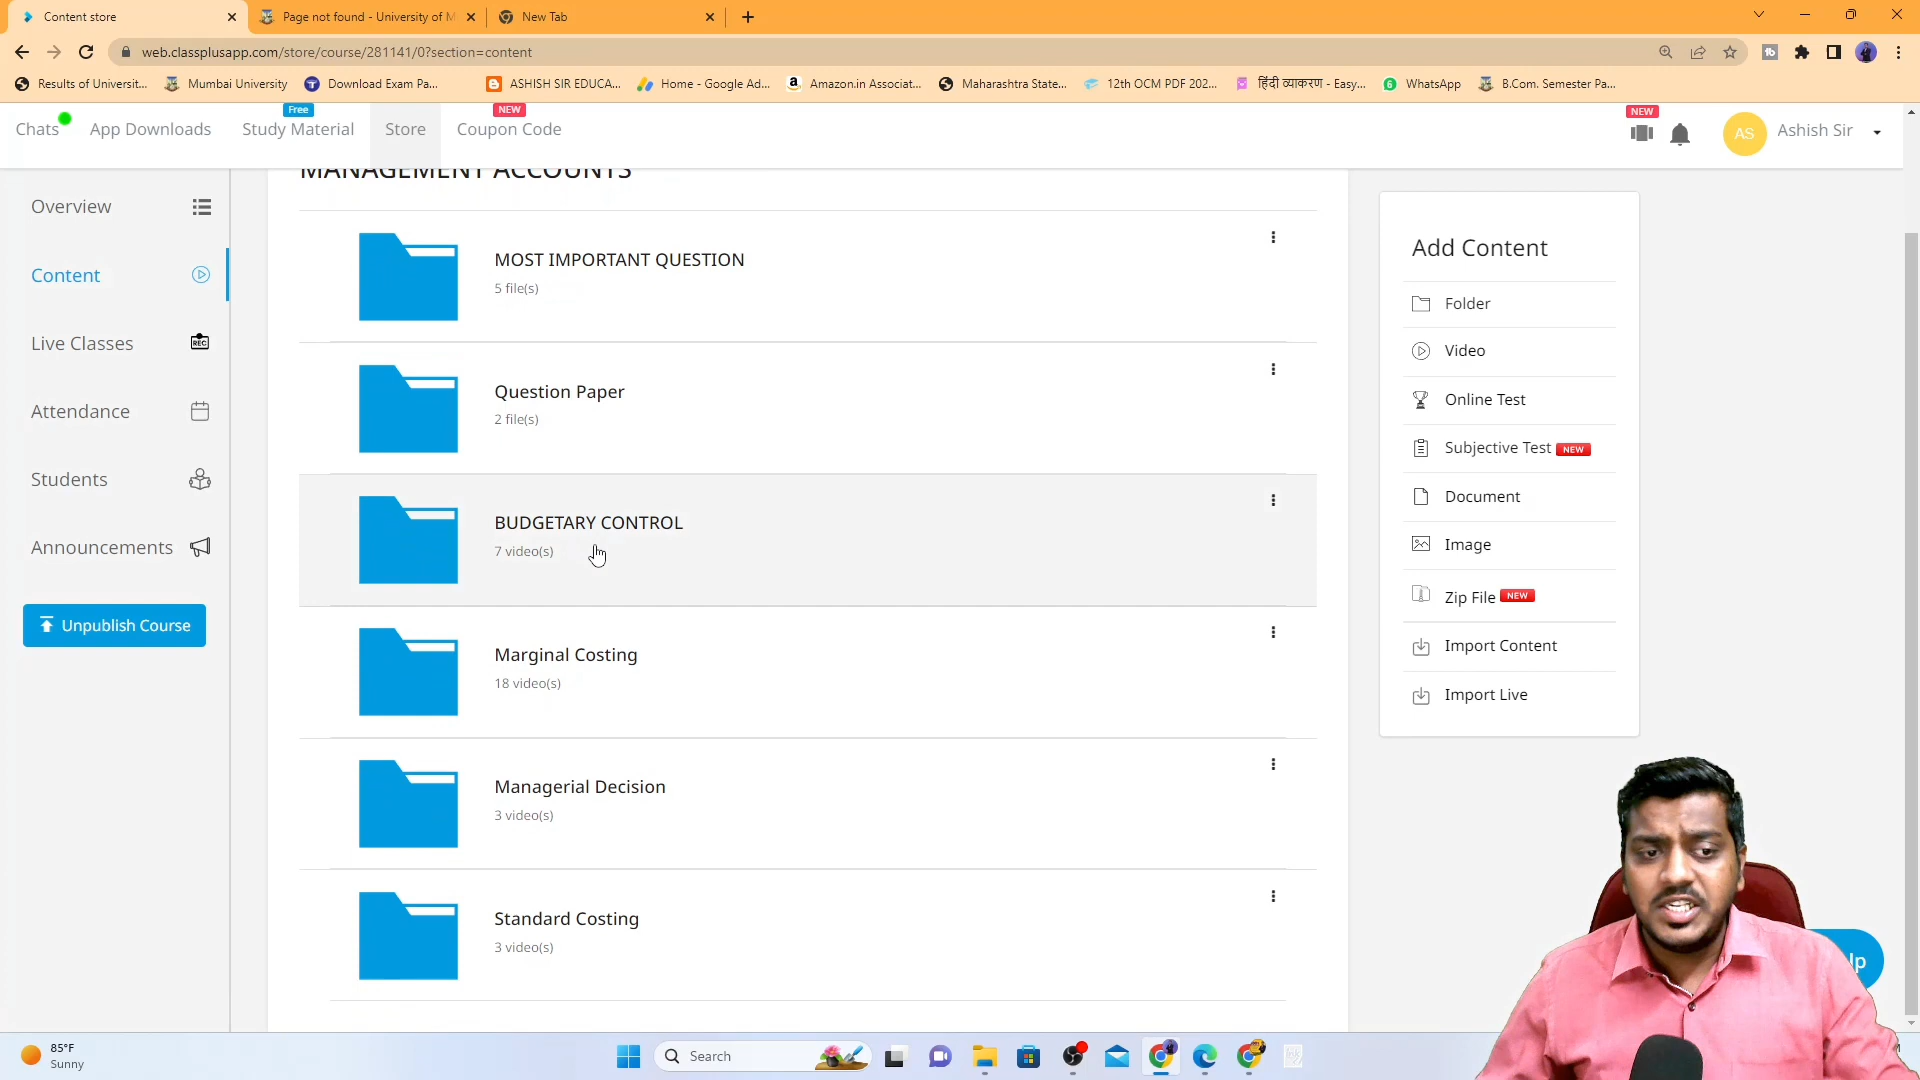 Content store
Page not found - University of M
New Tab
web.classplusapp.com/store/course/281141/0?section=content
Results of Universit...
Mumbai University
Download Exam Pa...
ASHISH SIR EDUCA...
Home - Google Ad...
Amazon.in Associat...
Maharashtra State...
12th OCM PDF 202...
हिंदी व्याकरण - Easy...
WhatsApp
B.Com. Semester Pa...
Chats
App Downloads
Free
Study Material
Store
NEW
Coupon Code
NEW
AS
Ashish Sir
Overview
Content
Live Classes
REC
Attendance
Students
Announcements
Unpublish Course
MANAGEMENT ACCOUNTS
MOST IMPORTANT QUESTION
5 file(s)
Question Paper
2 file(s)
BUDGETARY CONTROL
7 video(s)
Marginal Costing
18 video(s)
Managerial Decision
3 video(s)
Standard Costing
3 video(s)
Add Content
Folder
Video
Online Test
Subjective Test NEW
Document
Image
Zip File NEW
Import Content
Import Live
lp
85°F
Sunny
Search